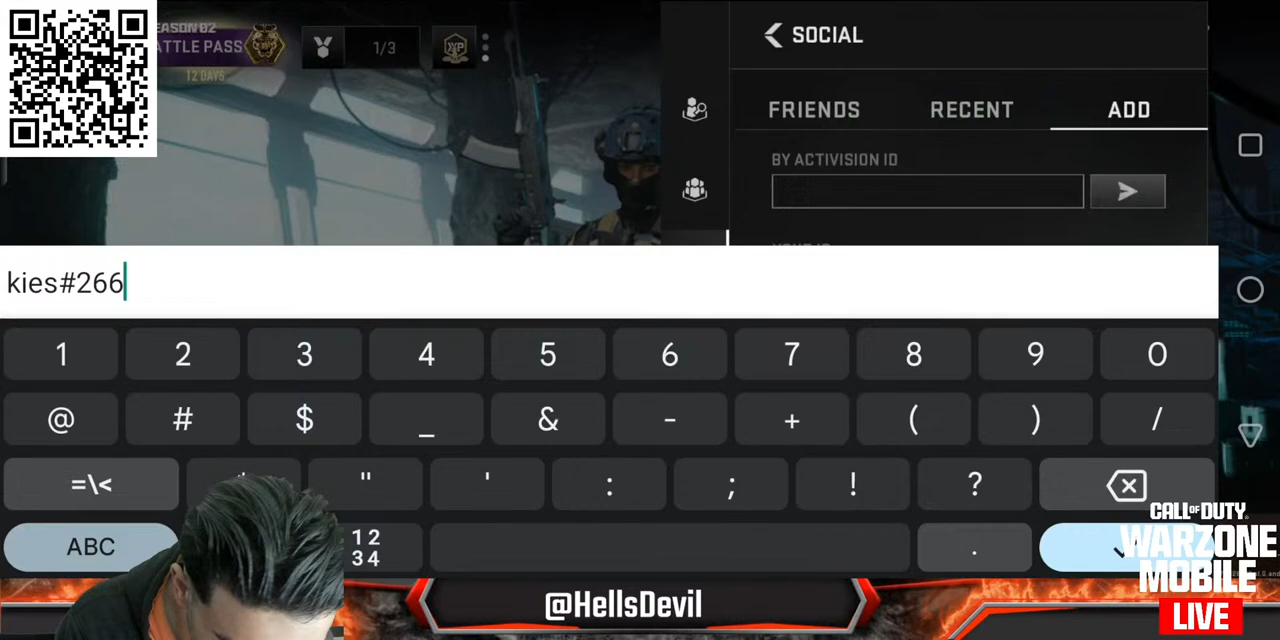 EASON 02
ATTLE PASS
12 DAYS
1/3
XP
SOCIAL
FRIENDS RECENT ADD
BY ACTIVISION ID
kies#266
1 2 3 4 5 6 7 8 9 0
@ # $ _ & - + ( ) /
=\< " ' : ; ! ?
ABC 12 34 .
CALL OF DUTY
WARZONE
MOBILE
LIVE
@HellsDevil